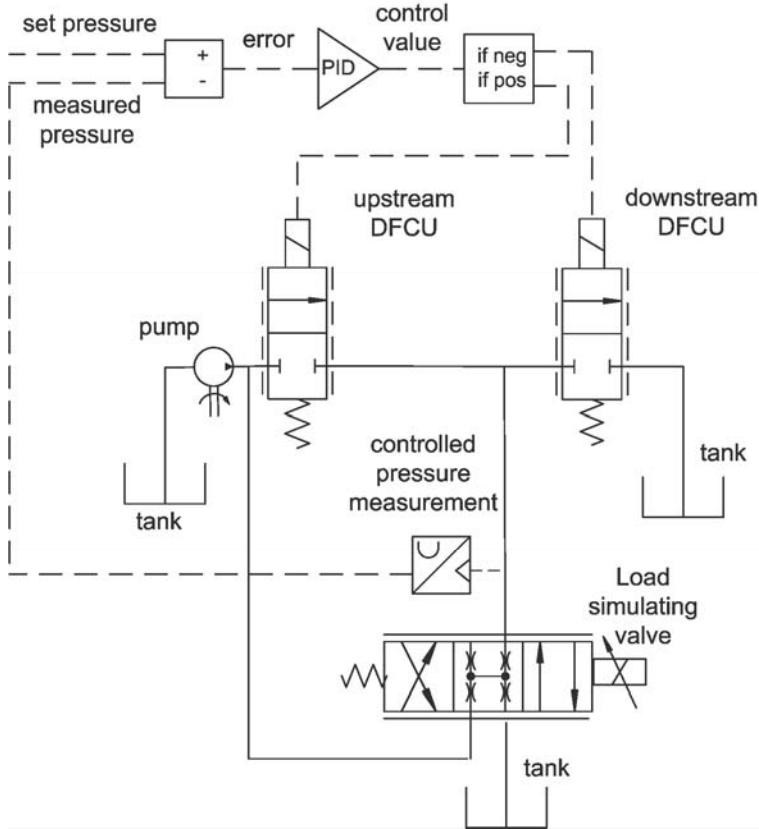 set pressure
+
-
measured
pressure
error
PID
control
value
if neg
if pos
upstream
DFCU
downstream
DFCU
pump
tank
controlled
pressure
measurement
tank
Load
simulating
valve
tank